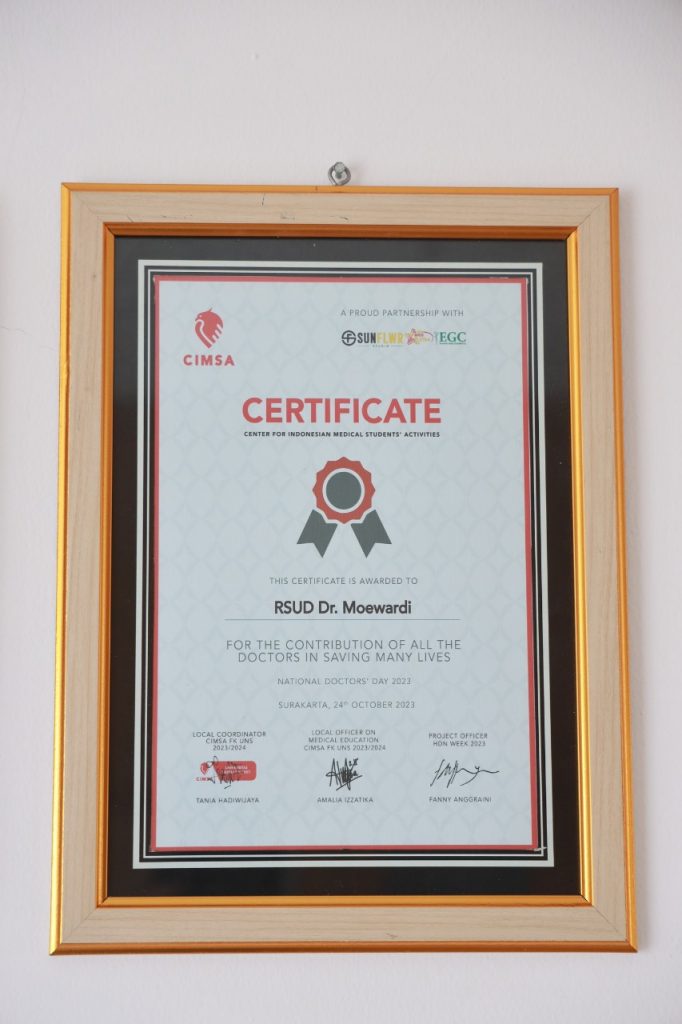 CIMSA
A PROUD PARTNERSHIP WITH
SUNFLWR
EGC
CERTIFICATE
CENTER FOR INDONESIAN MEDICAL STUDENTS' ACTIVITIES
THIS CERTIFICATE IS AWARDED TO
RSUD Dr. Moewardi
FOR THE CONTRIBUTION OF ALL THE
DOCTORS IN SAVING MANY LIVES
NATIONAL DOCTORS' DAY 2023
SURAKARTA, 24TH OCTOBER 2023
LOCAL COORDINATOR
CIMSA FK UNS
2023/2024
TANIA HADIWIJAYA
LOCAL OFFICER ON
MEDICAL EDUCATION
CIMSA FK UNS 2023/2024
AMALIA IZZATIKA
PROJECT OFFICER
HDN WEEK 2023
FANNY ANGGRAINI